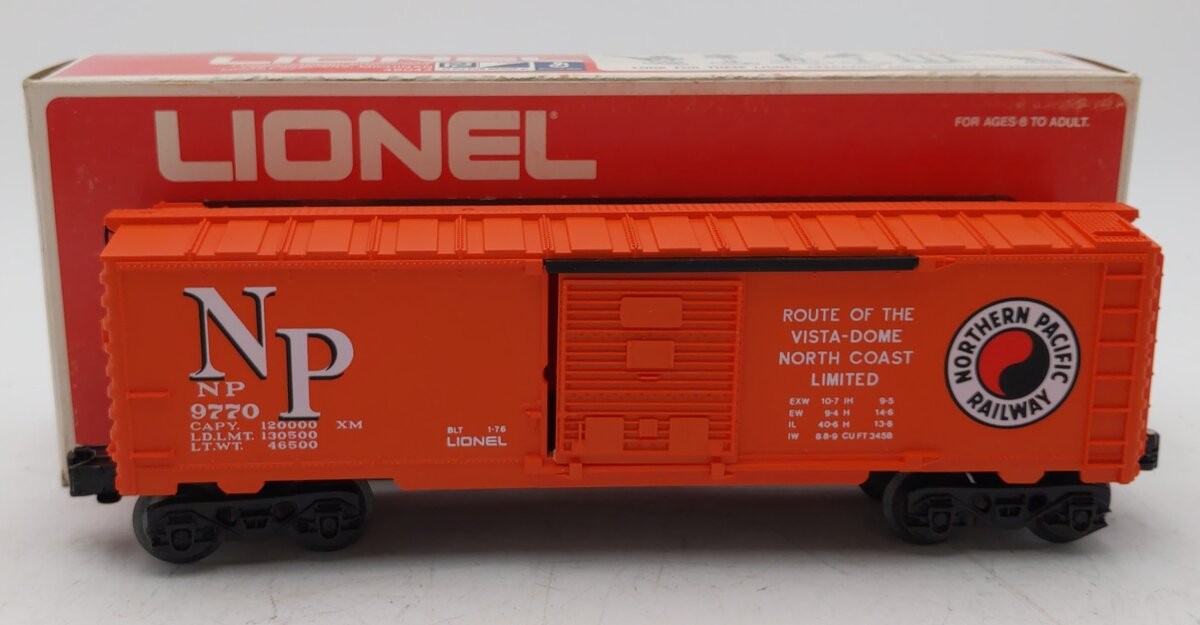 LIONEL
LIONEL®
FOR AGES 8 TO ADULT.
NP
NP
9770
CAPY. 120000 XM
LD.LMT. 130500
LT.WT. 46500
BLT 1-76
LIONEL
ROUTE OF THE
VISTA-DOME
NORTH COAST
LIMITED
EXW 10-7 IH 9-5
EW 9-4 H 14-6
IL 40-6 H 13-6
IW 8.8-9 CU FT 3458
NORTHERN PACIFIC
RAILWAY